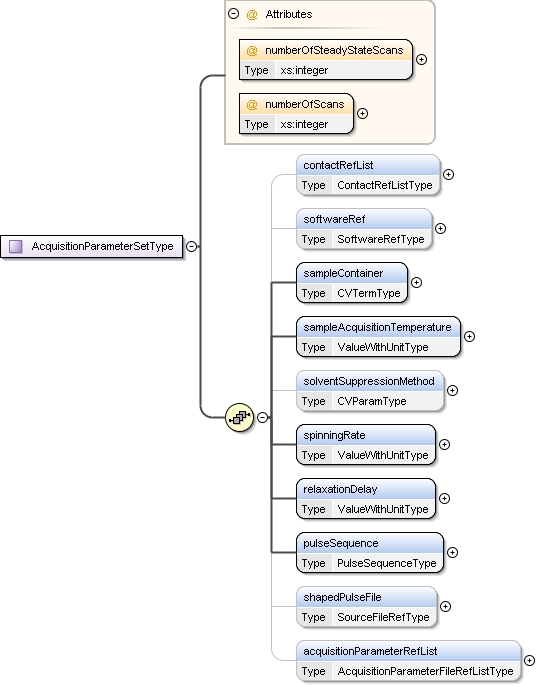 @ Attributes
@ numberOfSteadyStateScans
Type xs:integer
@ numberOfScans
Type xs:integer
contactRefList
Type ContactRefListType
softwareRef
Type SoftwareRefType
AcquisitionParameterSetType
sampleContainer
Type CVTermType
sampleAcquisitionTemperature
Type ValueWithUnitType
solventSuppressionMethod
Type CVParamType
spinningRate
Type ValueWithUnitType
relaxationDelay
Type ValueWithUnitType
pulseSequence
Type PulseSequenceType
shapedPulseFile
Type SourceFileRefType
acquisitionParameterRefList
Type AcquisitionParameterFileRefListType